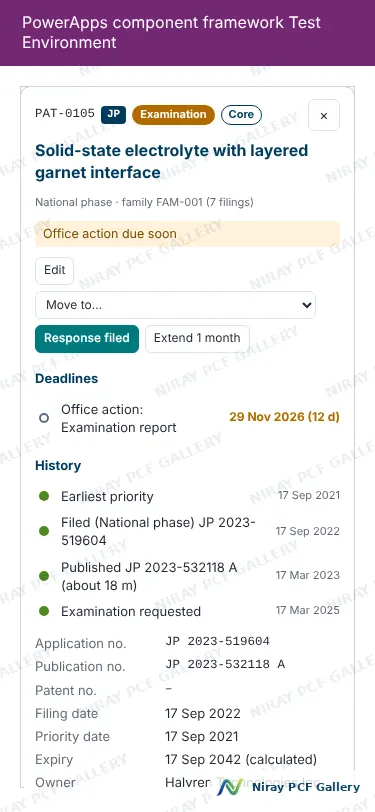 PowerApps component framework Test
Environment
PAT-0105 JP Examination Core ×
Solid-state electrolyte with layered
garnet interface
National phase · family FAM-001 (7 filings)
Office action due soon
Edit
Move to...
Response filed Extend 1 month
Deadlines
Office action:
Examination report
29 Nov 2026 (12 d)
History
Earliest priority 17 Sep 2021
Filed (National phase) JP 2023-
519604
17 Sep 2022
Published JP 2023-532118 A
(about 18 m)
17 Mar 2023
Examination requested 17 Mar 2025
Application no. JP 2023-519604
Publication no. JP 2023-532118 A
Patent no. –
Filing date 17 Sep 2022
Priority date 17 Sep 2021
Expiry 17 Sep 2042 (calculated)
Owner Halvren Technologies Inc
NIRAY PCF GALLERY
Niray PCF Gallery